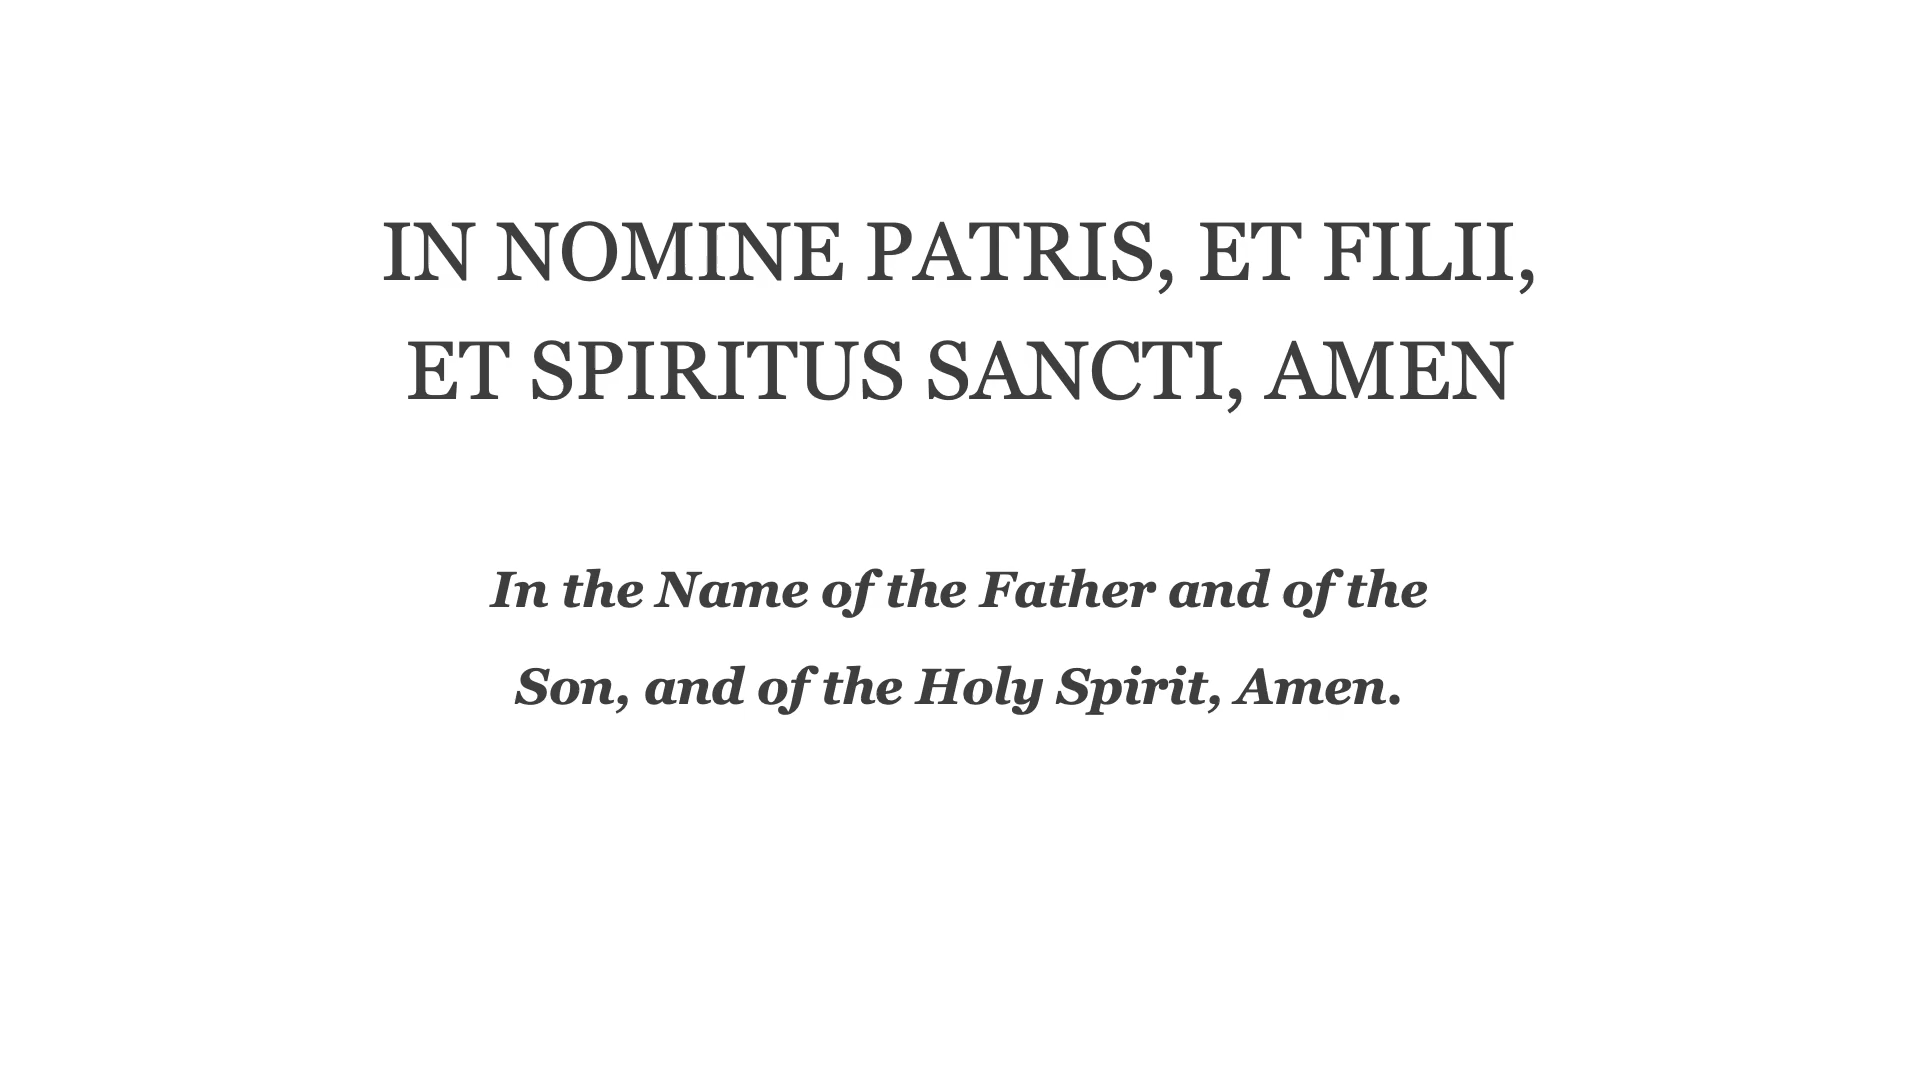 IN NOMINE PATRIS, ET FILII,
ET SPIRITUS SANCTI, AMEN
In the Name of the Father and of the
Son, and of the Holy Spirit, Amen.